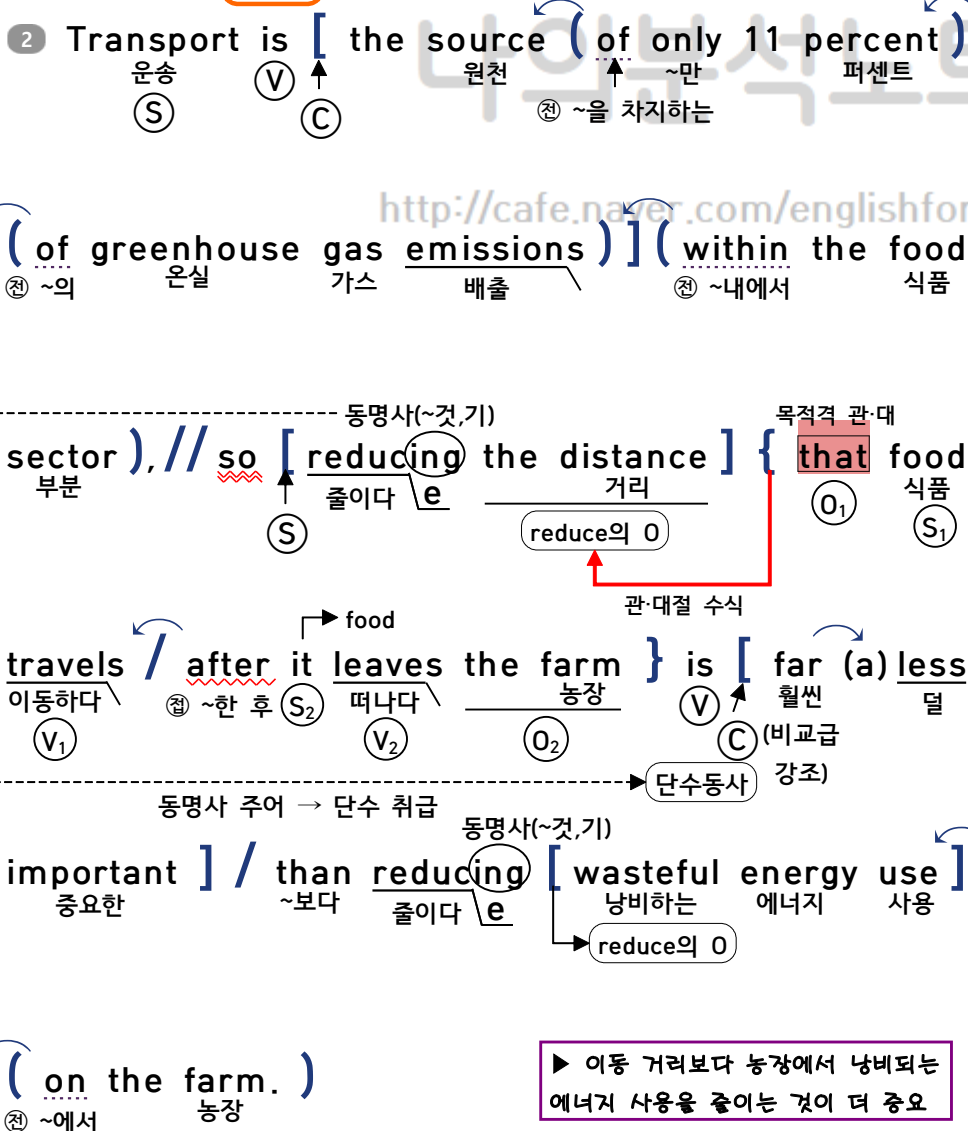 2 Transport is [ the source ( of only 11 percent )
운송 원천 ~만 퍼센트
S V C 전 ~을 차지하는
나의분석노트
http://cafe.naver.com/englishfor
( of greenhouse gas emissions ) ] ( within the food
전 ~의 온실 가스 배출 전 ~내에서 식품
동명사(~것,기) 목적격 관·대
sector ), // so [ reducing the distance ] { that food
부분 줄이다 e 거리 식품
S reduce의 O O₁ S₁
관·대절 수식
food
travels / after it leaves the farm } is [ far (a) less
이동하다 접 ~한 후 S₂ 떠나다 농장 훨씬 덜
V₁ V₂ O₂ V C (비교급
강조)
단수동사
동명사 주어 → 단수 취급
동명사(~것,기)
important ] / than reducing [ wasteful energy use ]
중요한 ~보다 줄이다 e 낭비하는 에너지 사용
reduce의 O
( on the farm. )
전 ~에서 농장
▶ 이동 거리보다 농장에서 낭비되는
에너지 사용을 줄이는 것이 더 중요